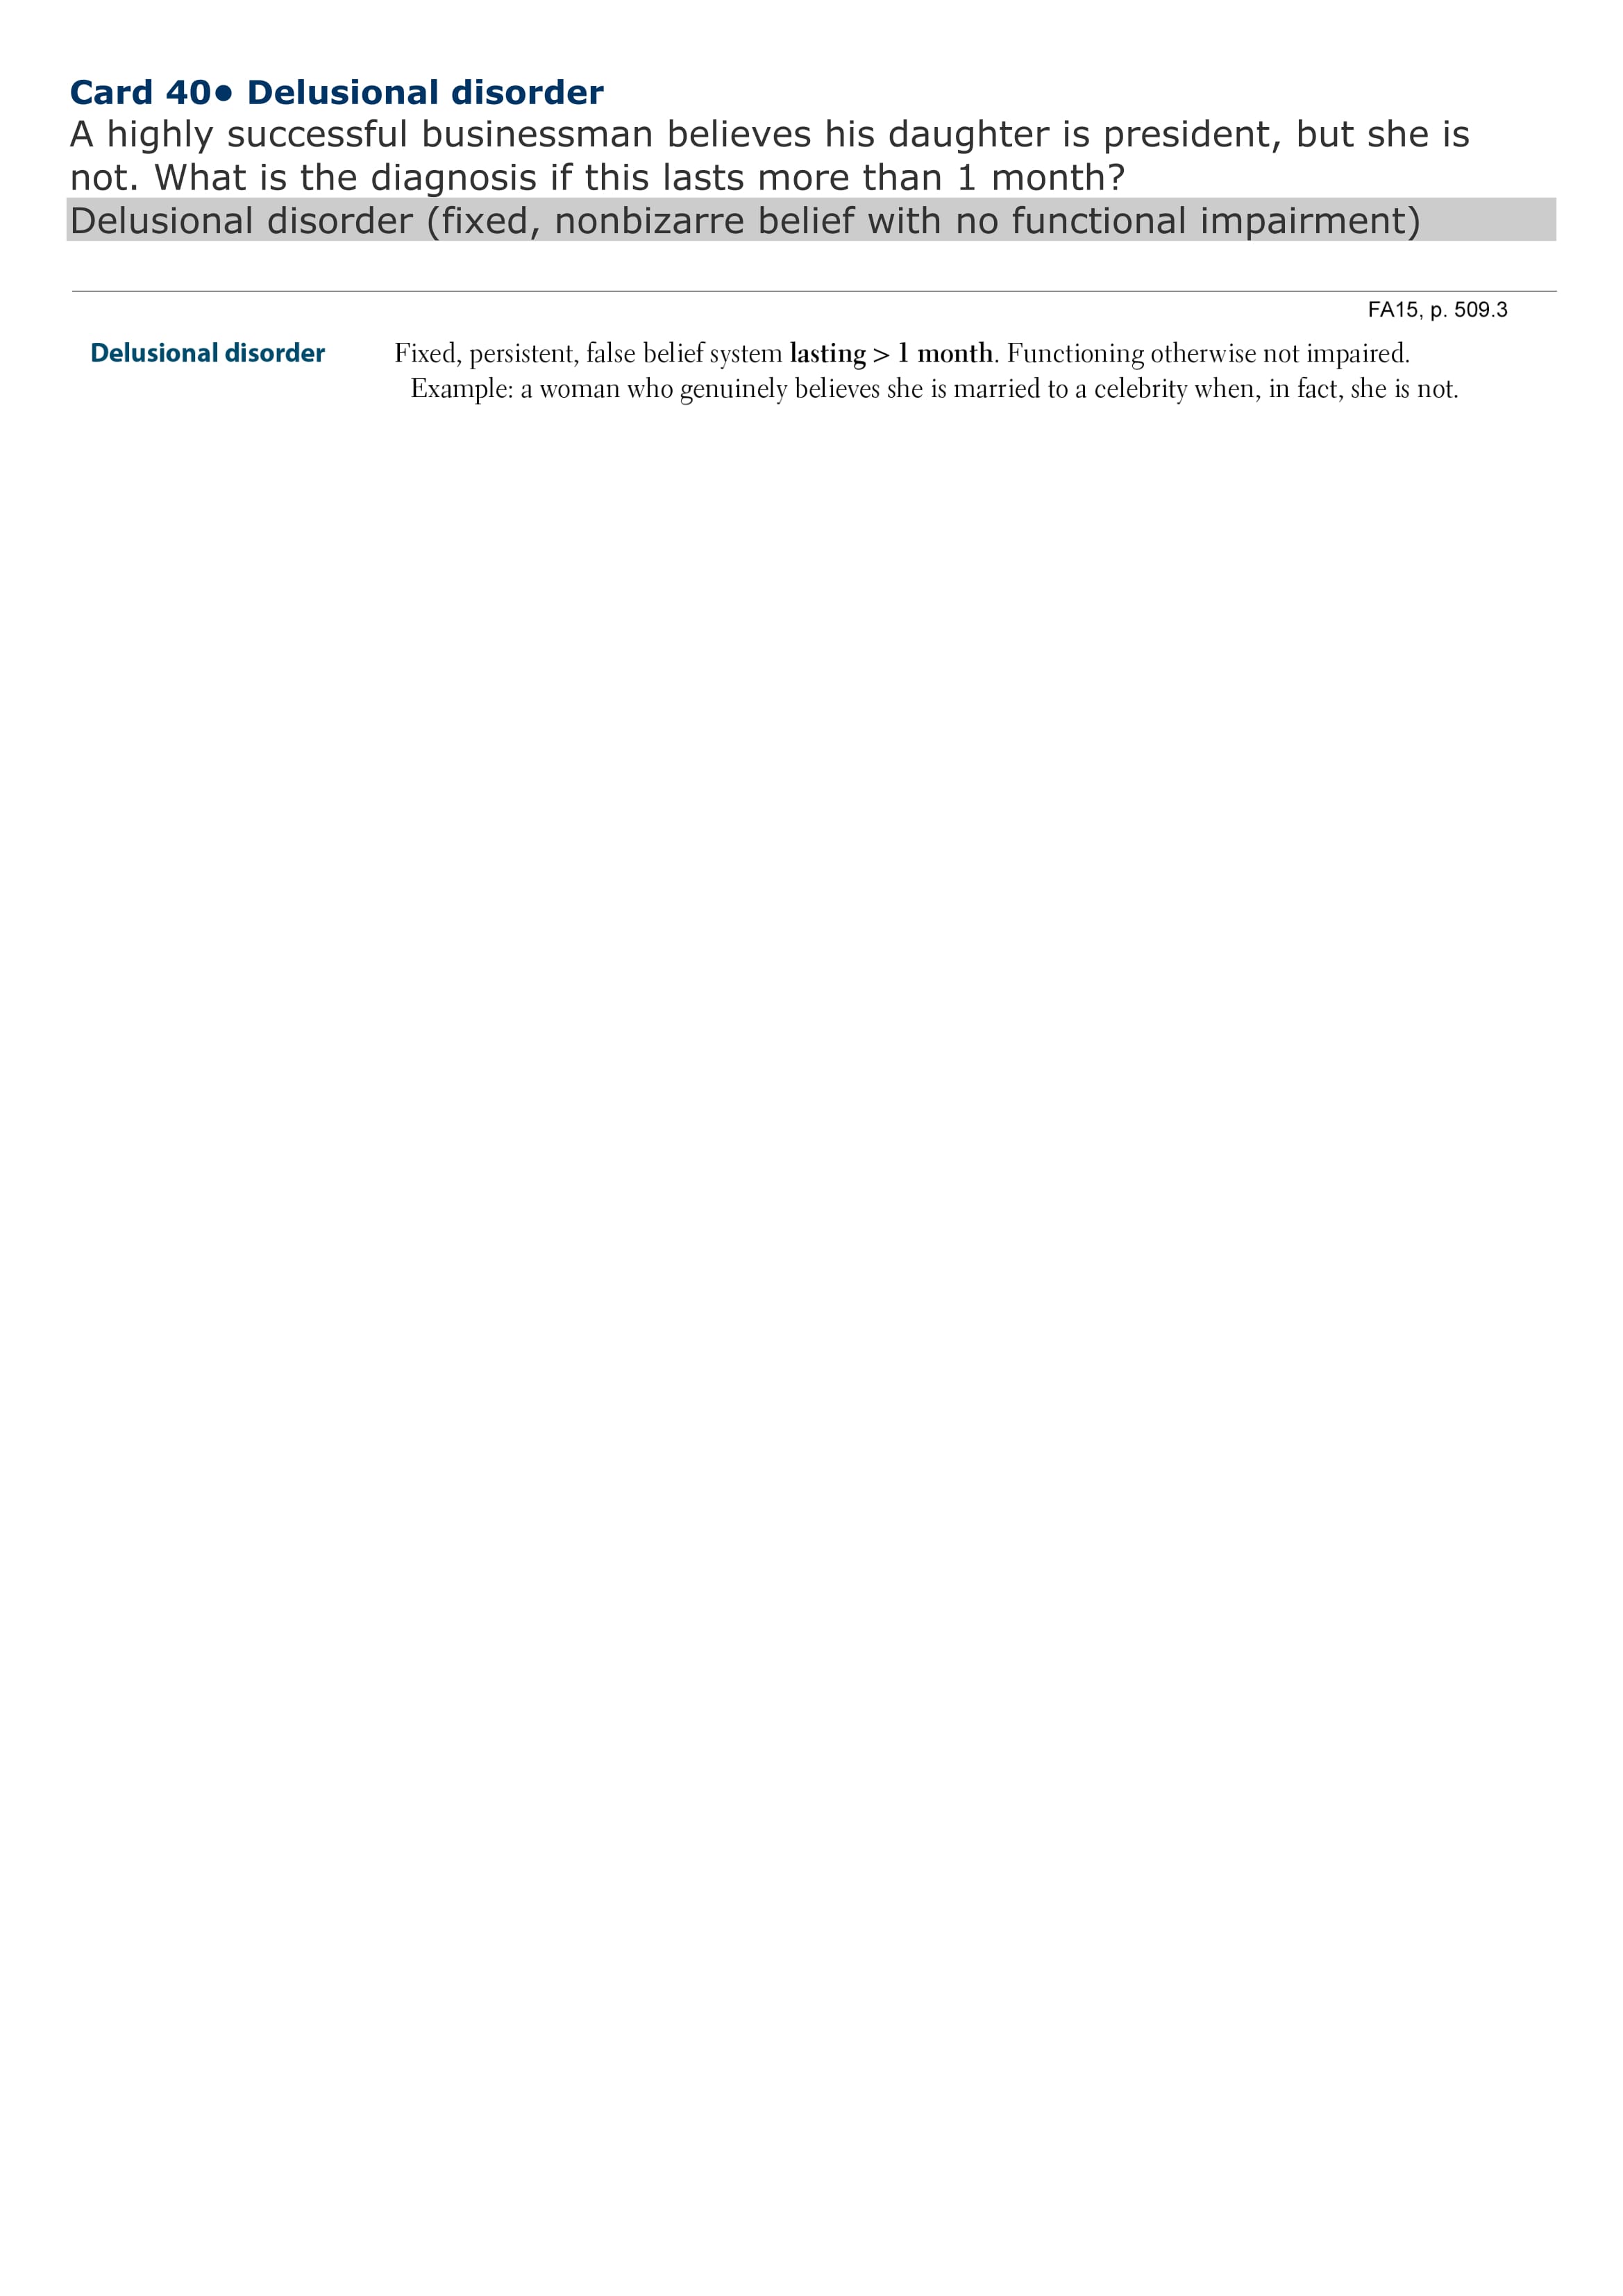 Card 40● Delusional disorder
A highly successful businessman believes his daughter is president, but she is
not. What is the diagnosis if this lasts more than 1 month?
Delusional disorder (fixed, nonbizarre belief with no functional impairment)
FA15, p. 509.3
Delusional disorder Fixed, persistent, false belief system lasting > 1 month. Functioning otherwise not impaired.
Example: a woman who genuinely believes she is married to a celebrity when, in fact, she is not.